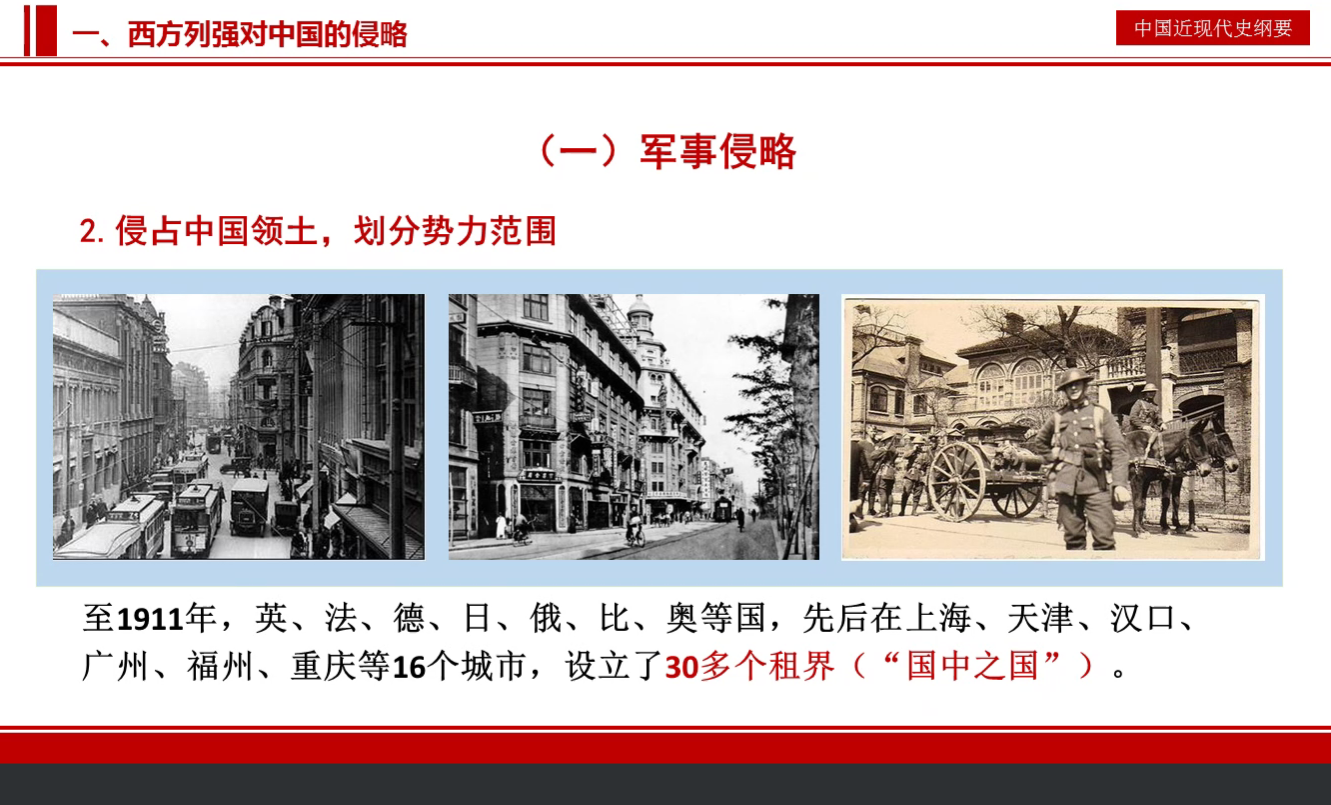 一、西方列强对中国的侵略
中国近现代史纲要
（一）军事侵略
2. 侵占中国领土，划分势力范围
至1911年，英、法、德、日、俄、比、奥等国，先后在上海、天津、汉口、
广州、福州、重庆等16个城市，设立了30多个租界（“国中之国”）。